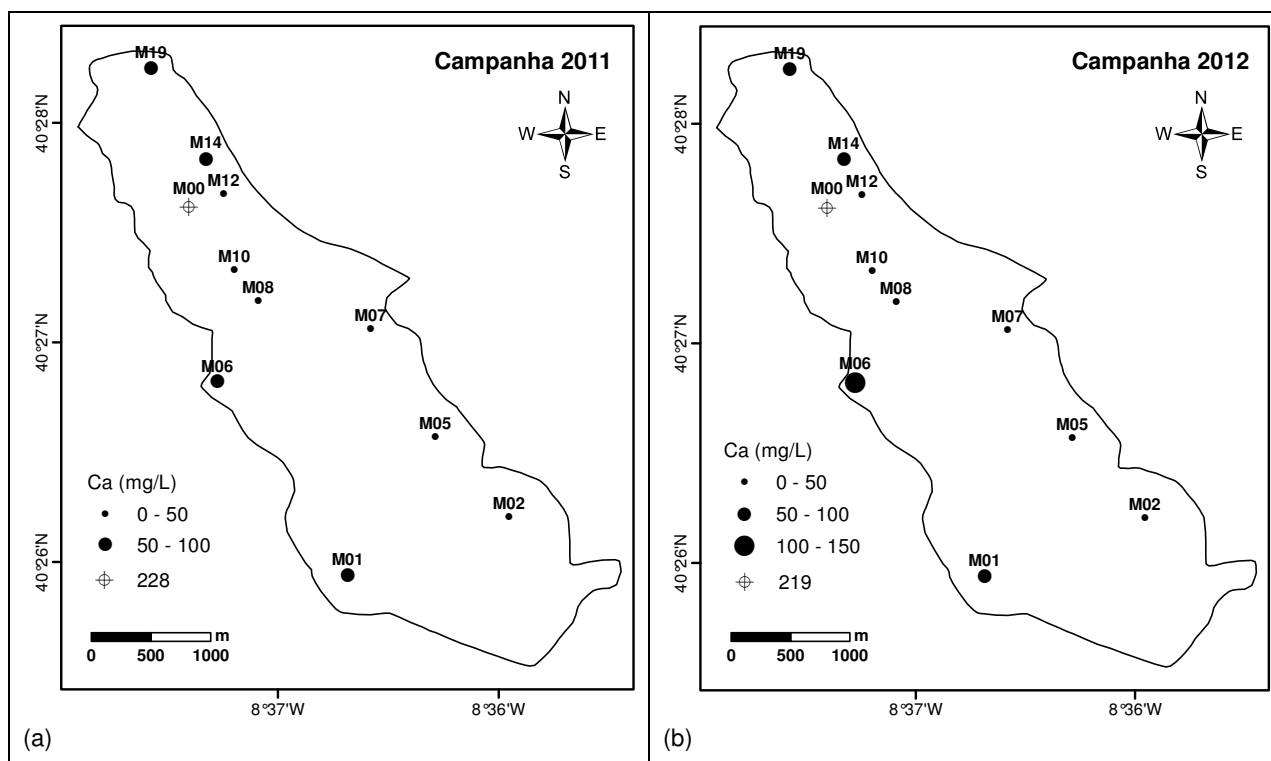 Campanha 2011
N
W E
S
M19
M14
M12
M00
M10
M08
M07
M06
M05
M02
M01
40°28'N
40°27'N
40°26'N
Ca (mg/L)
0 - 50
50 - 100
228
m
0 500 1000
8°37'W 8°36'W
(a)
Campanha 2012
N
W E
S
M19
M14
M12
M00
M10
M08
M07
M06
M05
M02
M01
40°28'N
40°27'N
40°26'N
Ca (mg/L)
0 - 50
50 - 100
100 - 150
219
m
0 500 1000
8°37'W 8°36'W
(b)